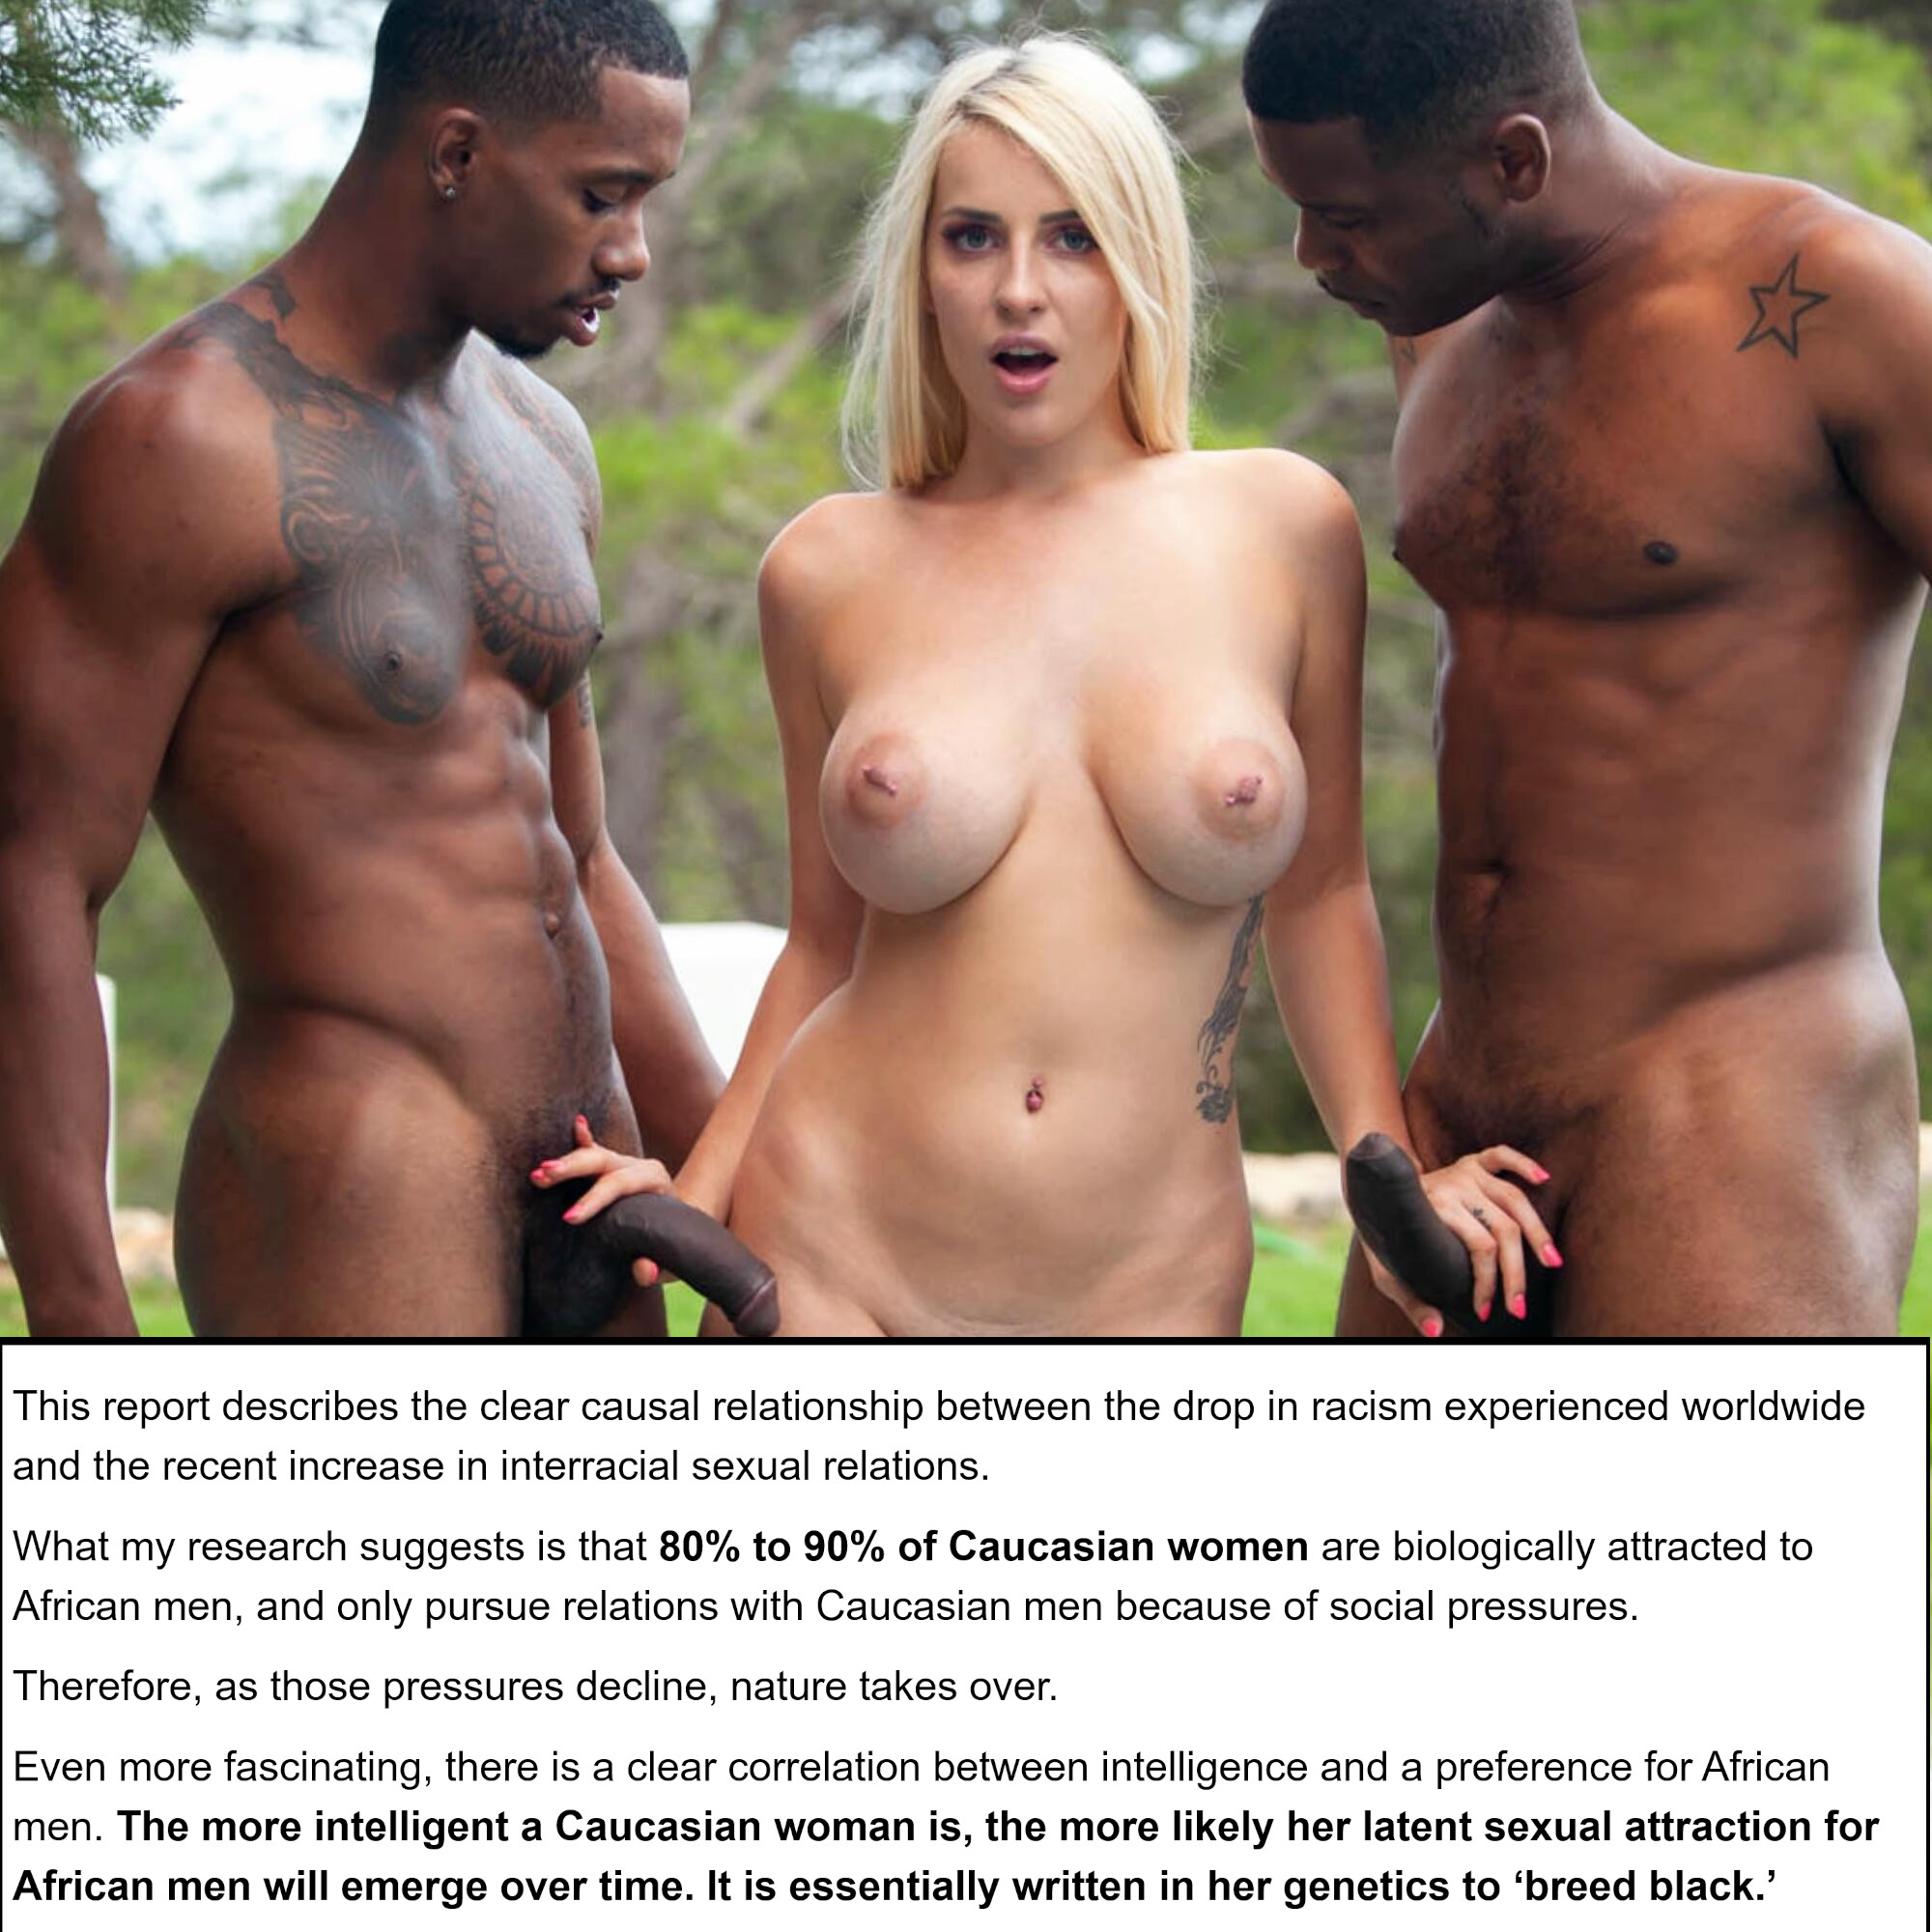 This report describes the clear causal relationship between the drop in racism experienced worldwide
and the recent increase in interracial sexual relations.
What my research suggests is that 80% to 90% of Caucasian women are biologically attracted to
African men, and only pursue relations with Caucasian men because of social pressures.
Therefore, as those pressures decline, nature takes over.
Even more fascinating, there is a clear correlation between intelligence and a preference for African
men. The more intelligent a Caucasian woman is, the more likely her latent sexual attraction for
African men will emerge over time. It is essentially written in her genetics to ‘breed black.’